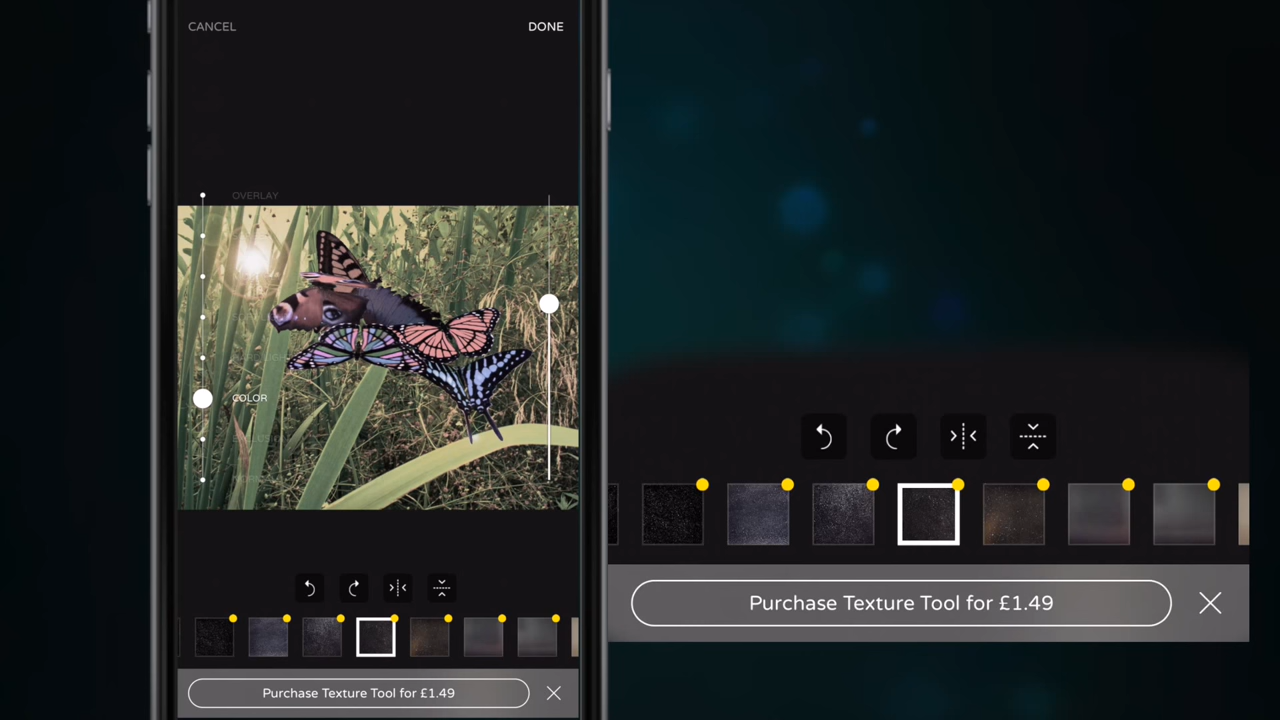 CANCEL
DONE
OVERLAY
COLOR
Purchase Texture Tool for £1.49
Purchase Texture Tool for £1.49